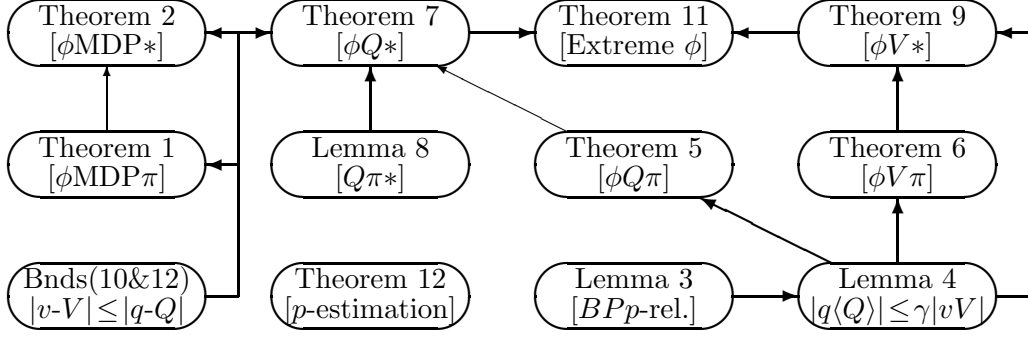 Theorem 2
[ϕMDP∗]
Theorem 7
[ϕQ∗]
Theorem 11
[Extreme ϕ]
Theorem 9
[ϕV∗]
Theorem 1
[ϕMDPπ]
Lemma 8
[Qπ∗]
Theorem 5
[ϕQπ]
Theorem 6
[ϕVπ]
Bnds(10&12)
|v-V|≤|q-Q|
Theorem 12
[p-estimation]
Lemma 3
[BPp-rel.]
Lemma 4
|q⟨Q⟩|≤γ|vV|